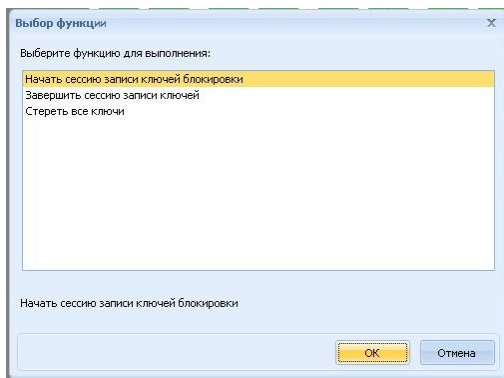 Выбор функции
Выберите функцию для выполнения:
Начать сессию записи ключей блокировки
Завершить сессию записи ключей
Стереть все ключи
Начать сессию записи ключей блокировки
ОК
Отмена